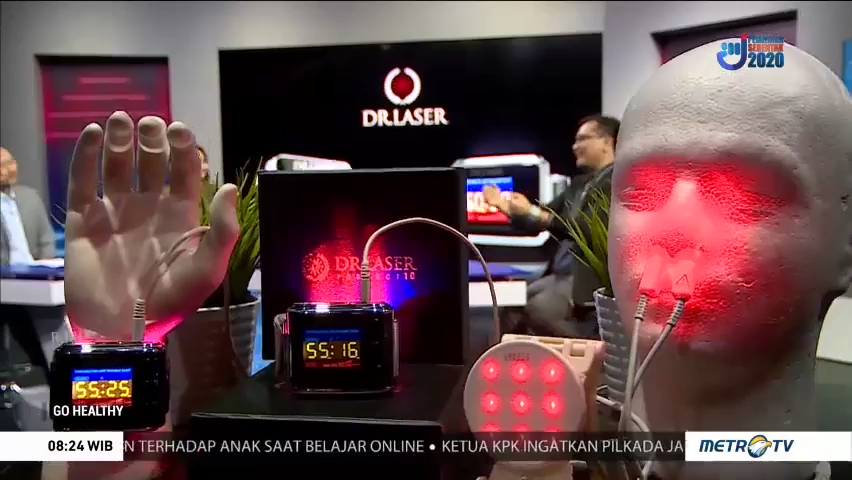 SERENTAK
2020
DR.LASER
DR.LASER
55:16
55:25
GO HEALTHY
08:24 WIB
N TERHADAP ANAK SAAT BELAJAR ONLINE • KETUA KPK INGATKAN PILKADA JA
METRO TV